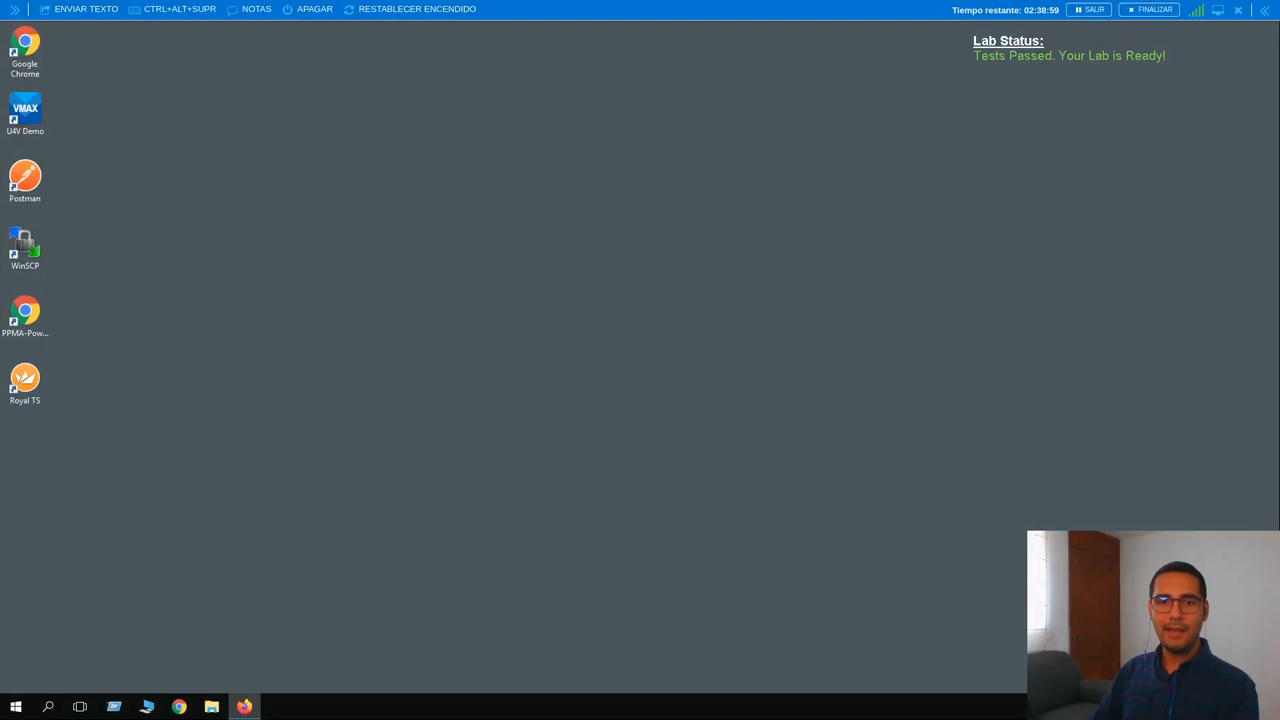 ENVIAR TEXTO CTRL+ALT+SUPR NOTAS APAGAR RESTABLECER ENCENDIDO Tiempo restante: 02:38:59 SALIR FINALIZAR
Lab Status:
Tests Passed. Your Lab is Ready!
Google
Chrome
VMAX
U4V Demo
Postman
WinSCP
PPMA-Pow...
Royal TS